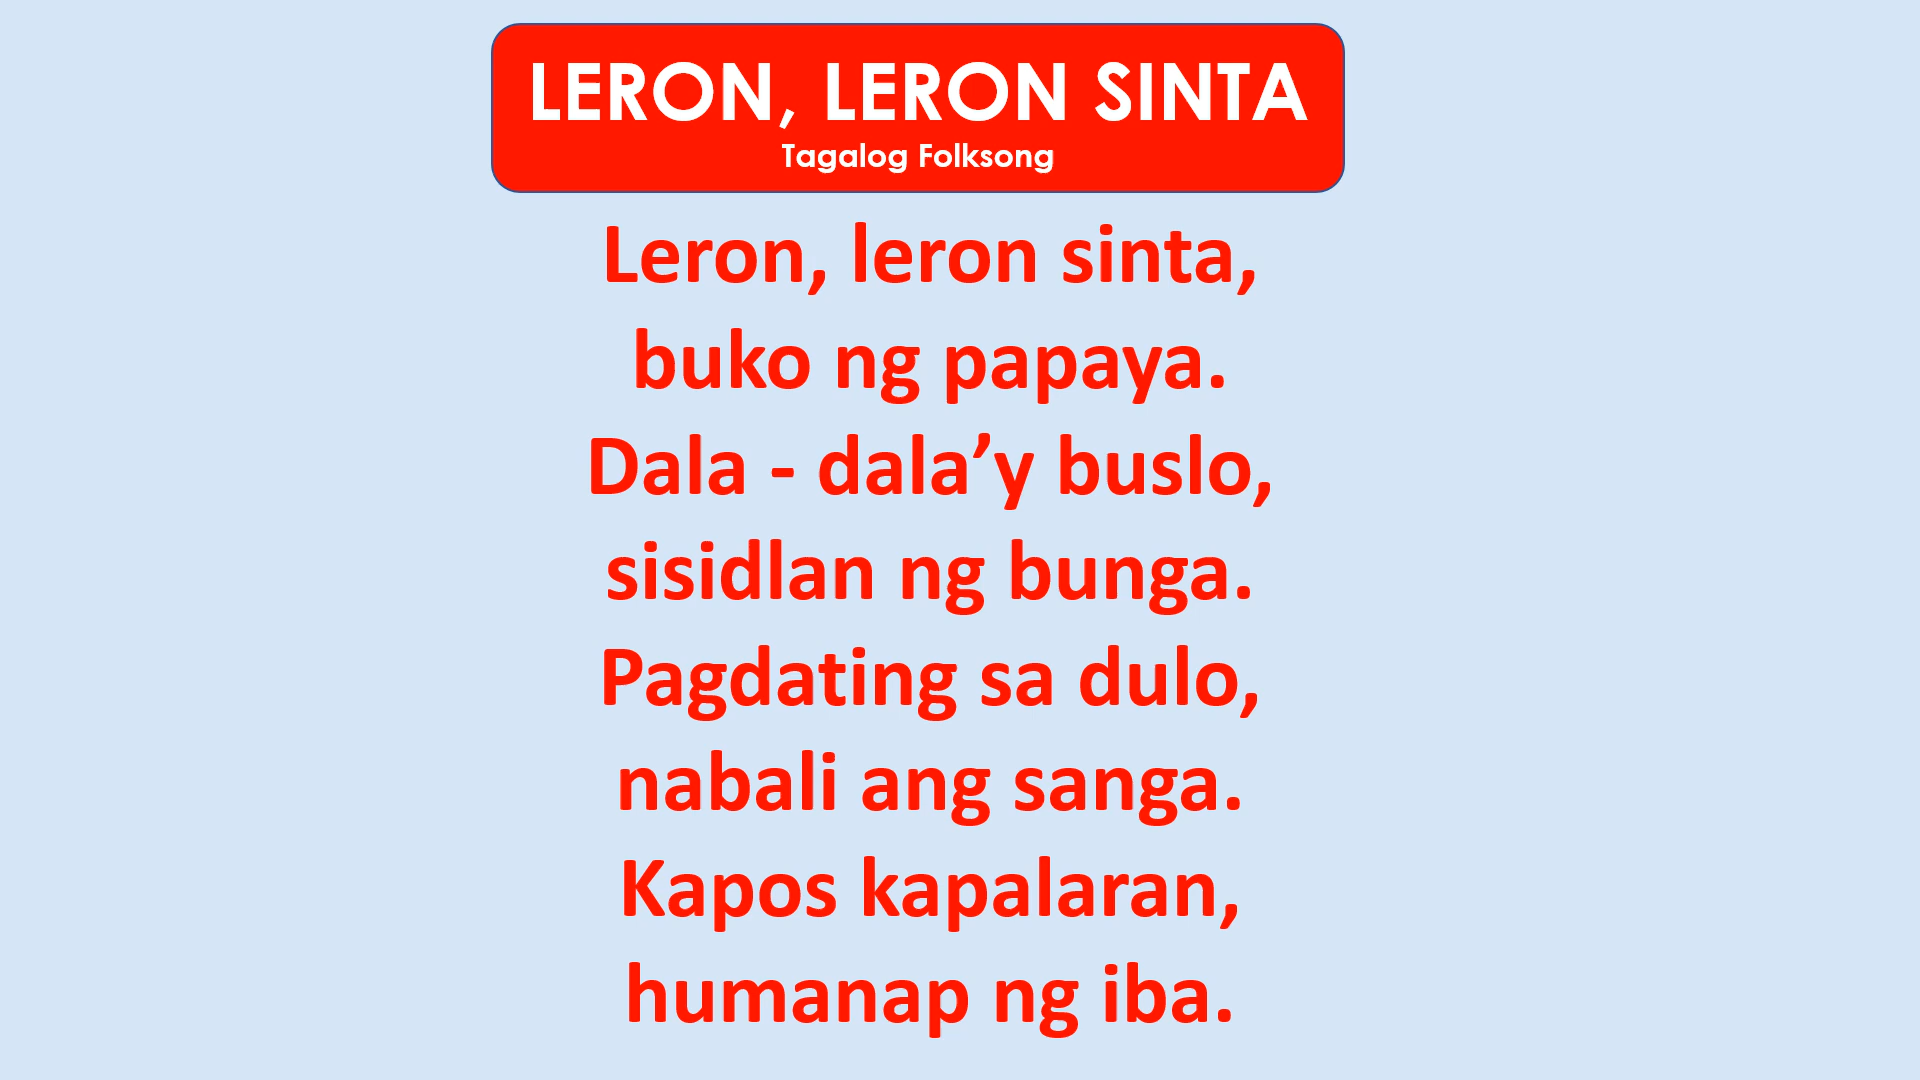 LERON, LERON SINTA
Tagalog Folksong
Leron, leron sinta,
buko ng papaya.
Dala - dala’y buslo,
sisidlan ng bunga.
Pagdating sa dulo,
nabali ang sanga.
Kapos kapalaran,
humanap ng iba.